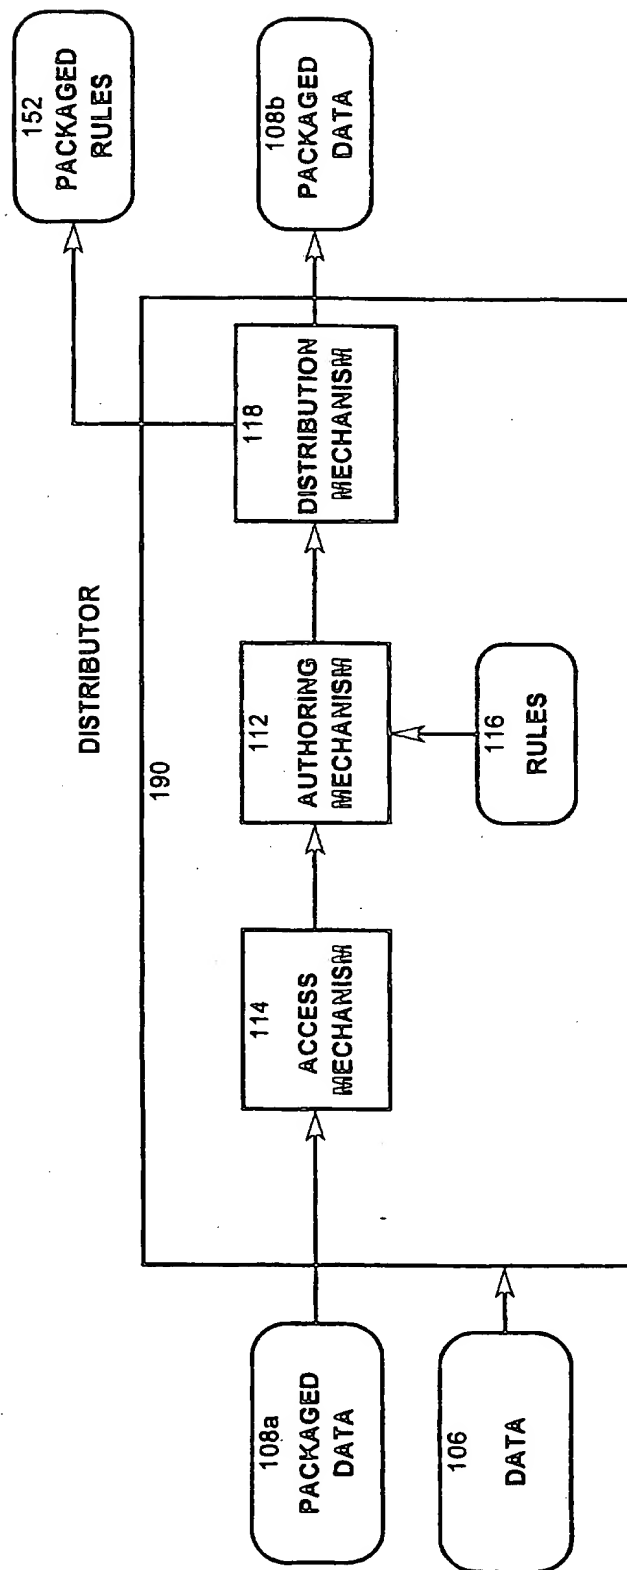 DISTRIBUTOR
190
152
PACKAGED
RULES
108a
PACKAGED
DATA
114
ACCESS
MECHANISM
112
AUTHORING
MECHANISM
118
DISTRIBUTION
MECHANISM
108b
PACKAGED
DATA
106
DATA
116
RULES